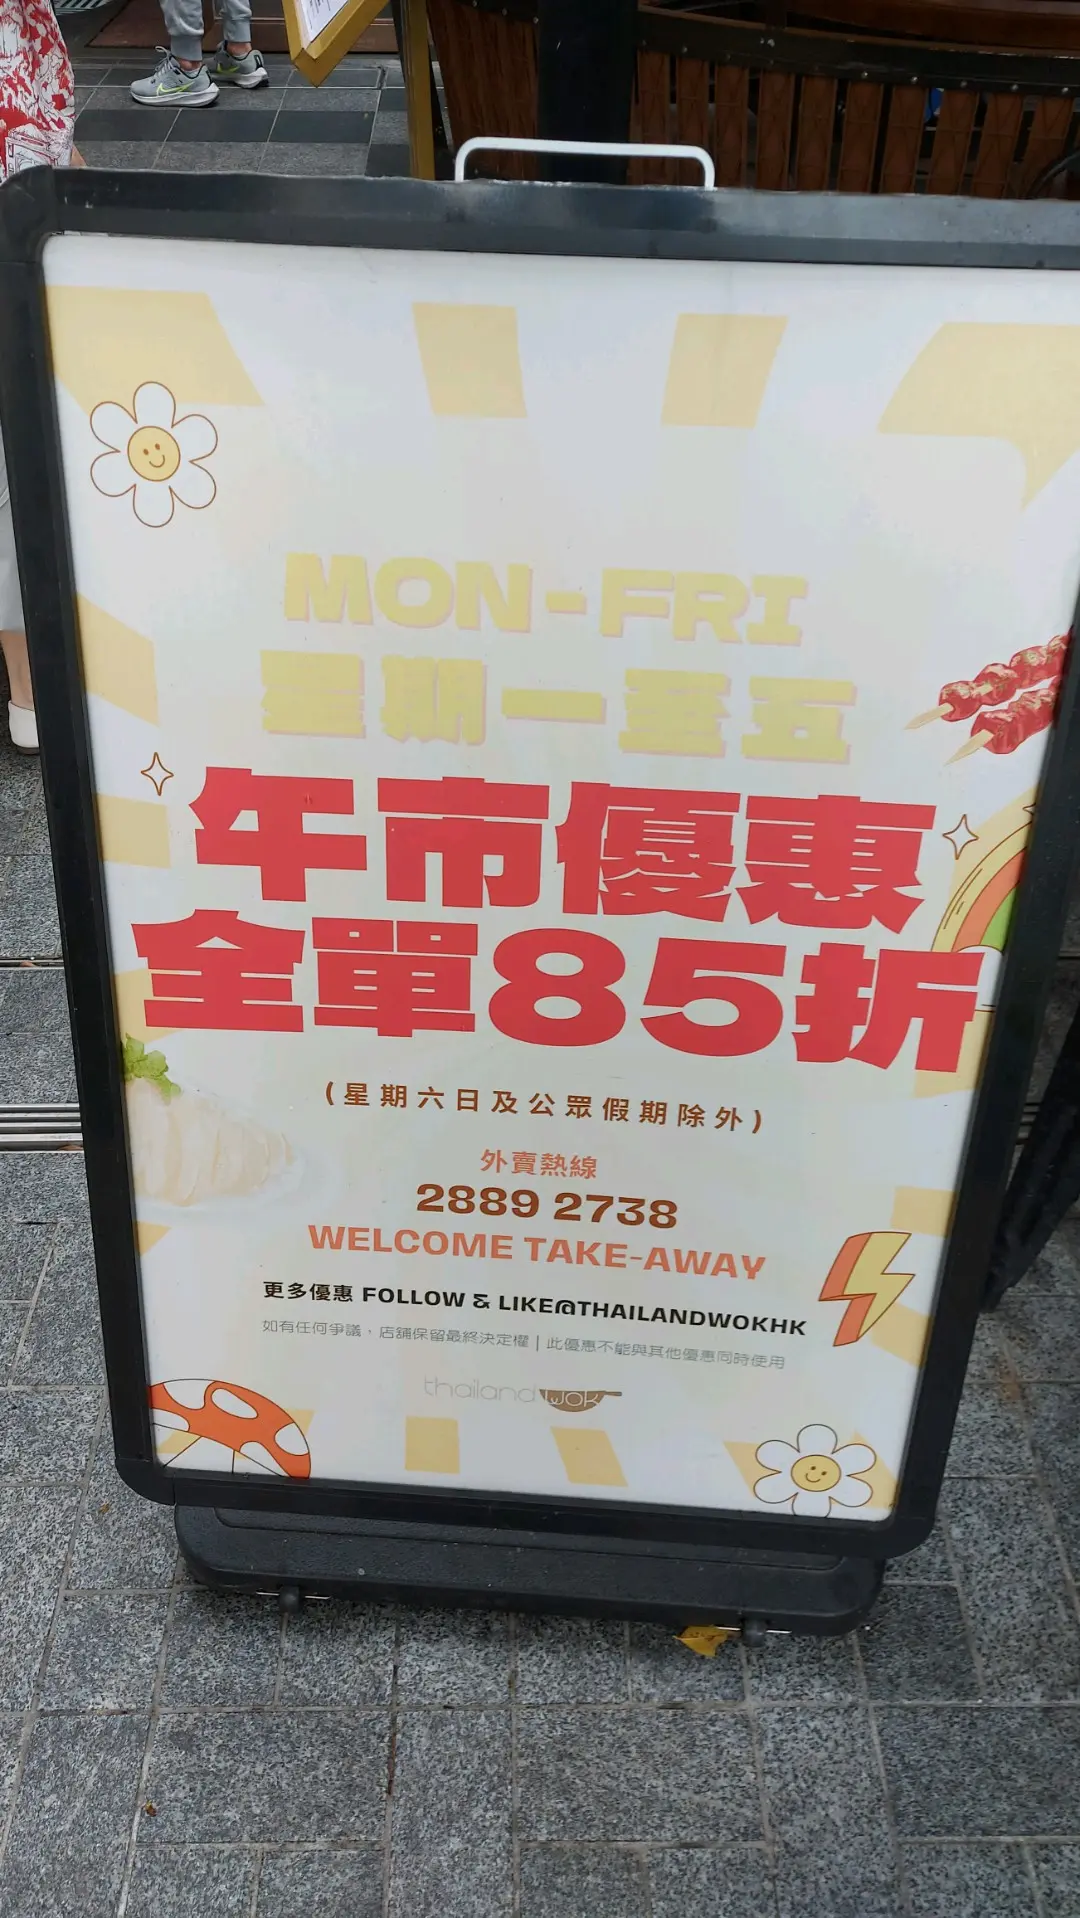 MON-FRI
星期一至五
午市優惠
全單85折
(星期六日及公眾假期除外)
外賣熱線
2889 2738
WELCOME TAKE-AWAY
更多優惠 FOLLOW & LIKE@THAILANDWOKHK
如有任何爭議，店舖保留最終決定權 | 此優惠不能與其他優惠同時使用
thailand WOK